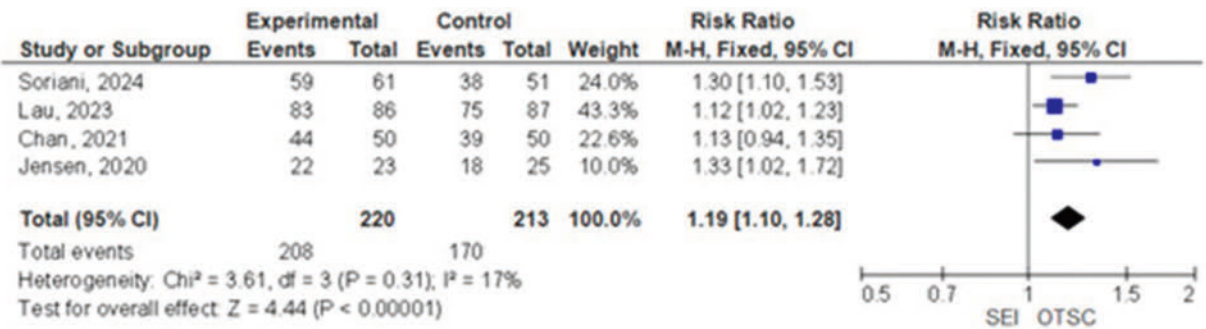 Experimental Control Risk Ratio Risk Ratio
Study or Subgroup Events Total Events Total Weight M-H, Fixed, 95% CI M-H, Fixed, 95% CI
Soriani, 2024 59 61 38 51 24.0% 1.30 [1.10, 1.53]
Lau, 2023 83 86 75 87 43.3% 1.12 [1.02, 1.23]
Chan, 2021 44 50 39 50 22.6% 1.13 [0.94, 1.35]
Jensen, 2020 22 23 18 25 10.0% 1.33 [1.02, 1.72]
Total (95% CI) 220 213 100.0% 1.19 [1.10, 1.28]
Total events 208 170
Heterogeneity: Chi² = 3.61, df = 3 (P = 0.31); I² = 17%
Test for overall effect: Z = 4.44 (P < 0.00001)
0.5 0.7 1 1.5 2
SEI OTSC